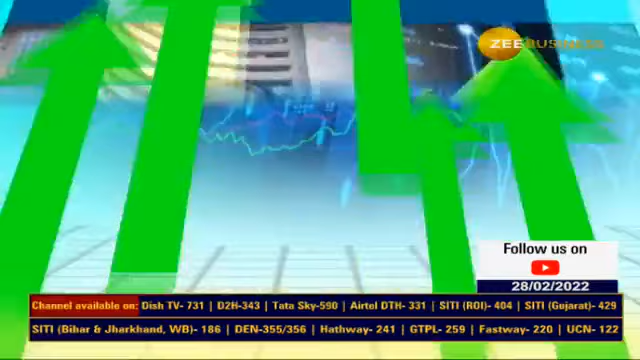 ZEEBUSINESS
Follow us on
28/02/2022
Channel available on: Dish TV- 731 | D2H-343 | Tata Sky-590 | Airtel DTH- 331 | SITI (ROI)- 404 | SITI (Gujarat)- 429
SITI (Bihar & Jharkhand, WB)- 186 | DEN-355/356 | Hathway- 241 | GTPL- 259 | Fastway- 220 | UCN- 122